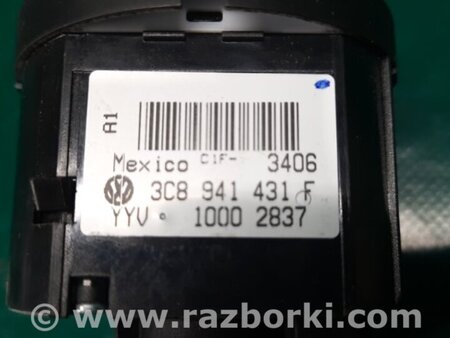 A1
Mexico C1F- 3406
3C8 941 431 F
YYV 1000 2837
www.razborki.com